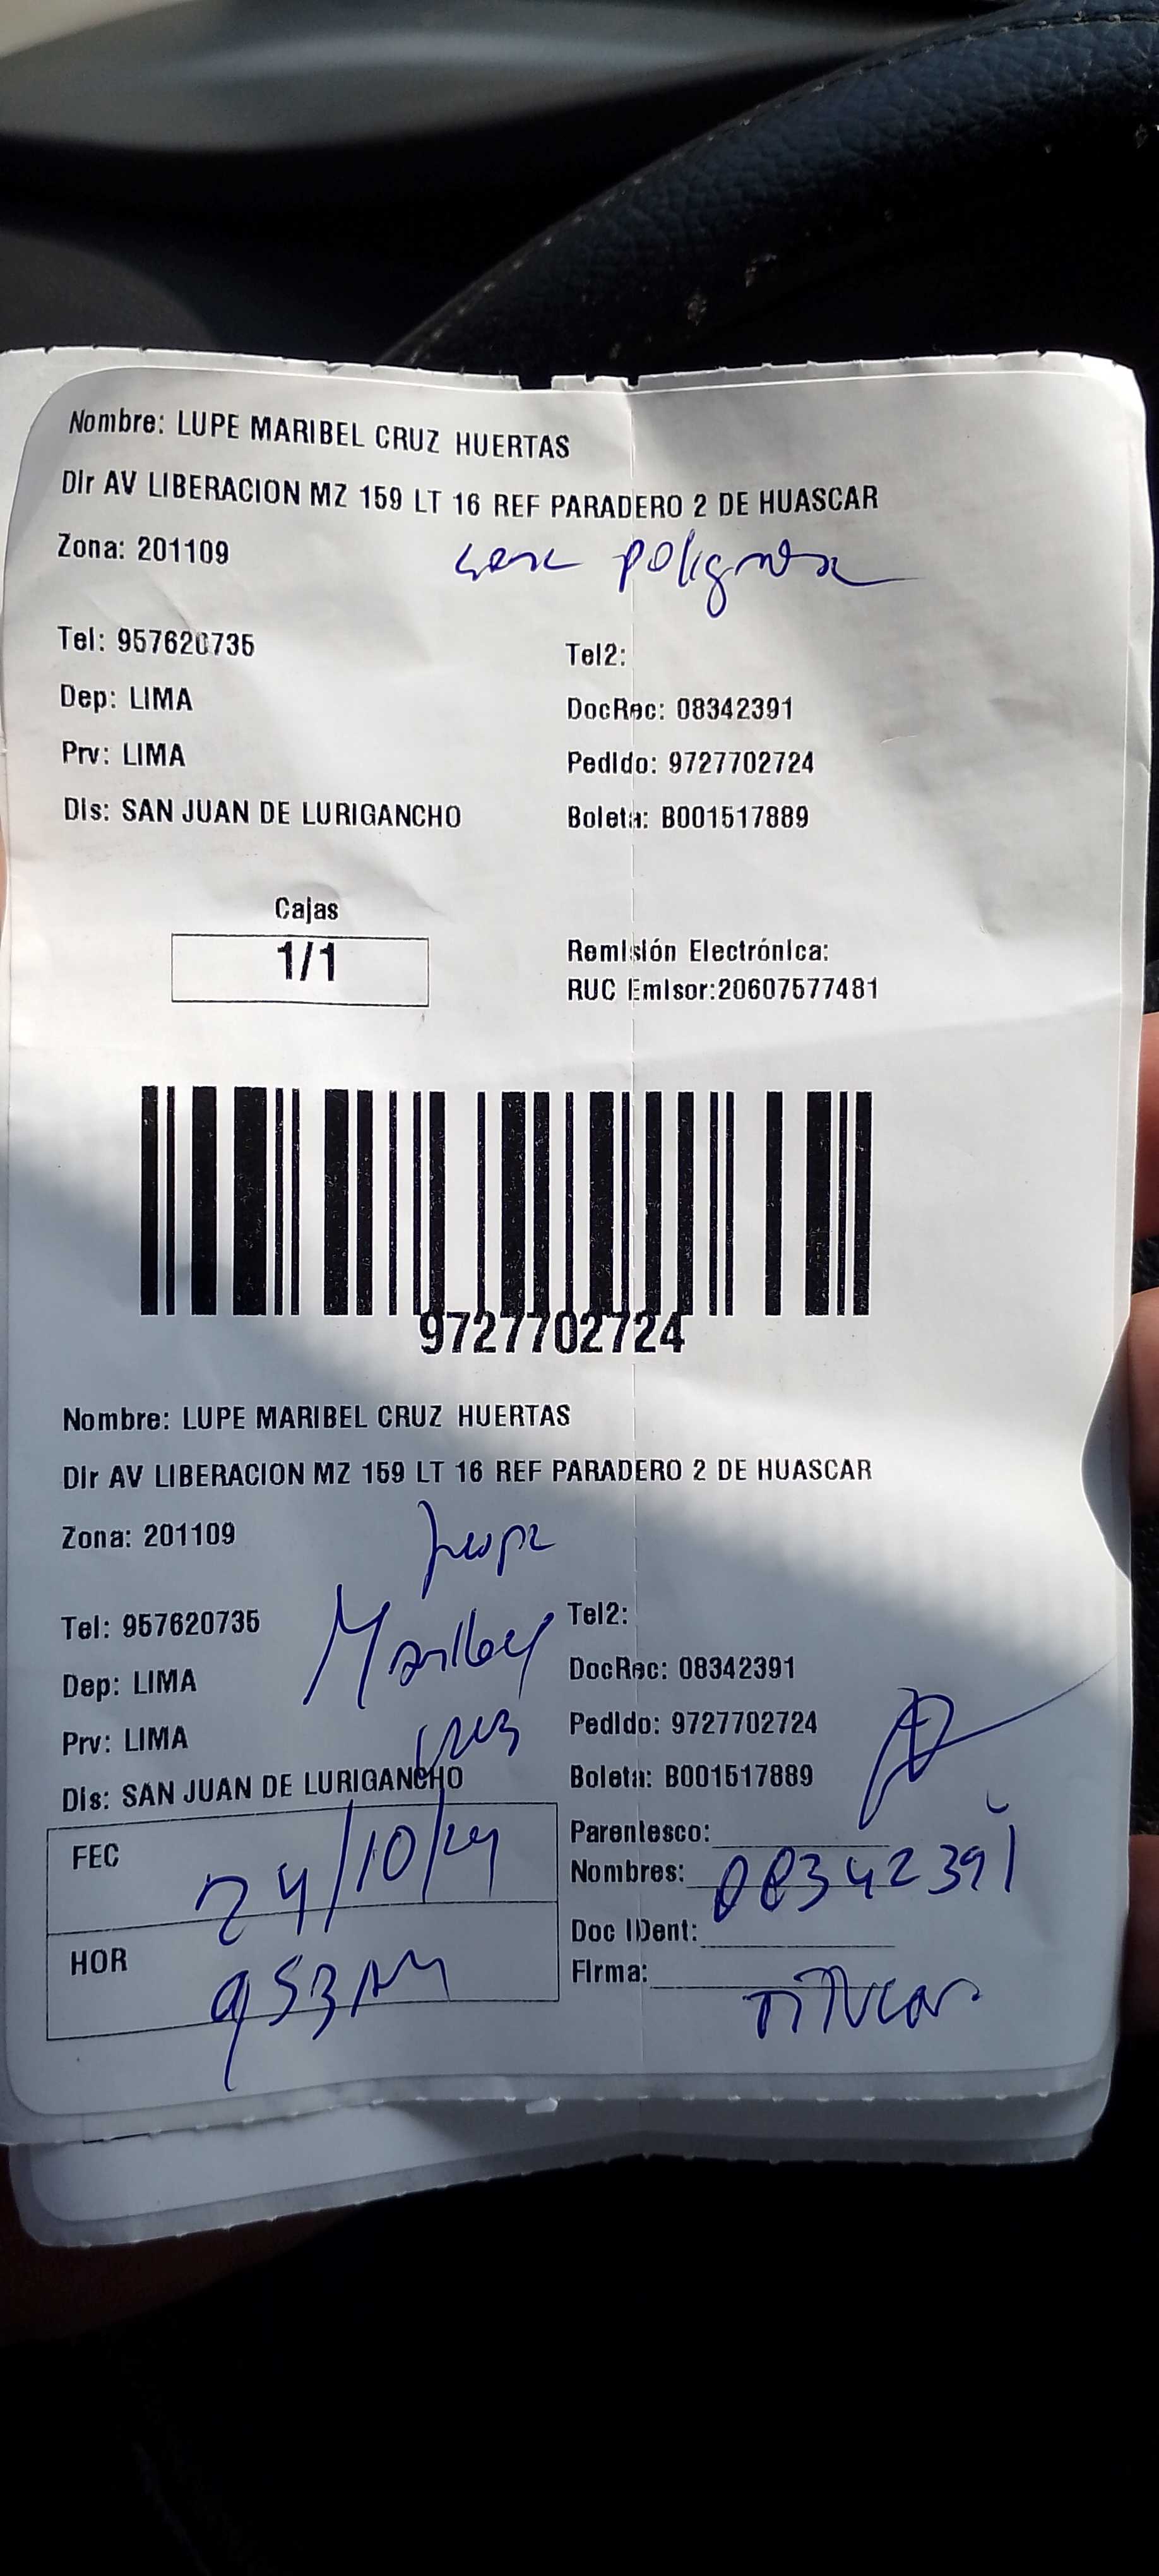 Nombre: LUPE MARIBEL CRUZ HUERTAS
Dir AV LIBERACION MZ 159 LT 16 REF PARADERO 2 DE HUASCAR
Zona: 201109
Tel: 957620735
Tel2:
Dep: LIMA
DocRec: 08342391
Prv: LIMA
Pedido: 9727702724
Dis: SAN JUAN DE LURIGANCHO
Boleta: B001517889
Cajas
1/1
Remisión Electrónica:
RUC Emisor:20607577481
9727702724
Nombre: LUPE MARIBEL CRUZ HUERTAS
Dir AV LIBERACION MZ 159 LT 16 REF PARADERO 2 DE HUASCAR
Zona: 201109
Tel: 957620735
Tel2:
Dep: LIMA
DocRec: 08342391
Prv: LIMA
Cruz
Pedido: 9727702724
Dis: SAN JUAN DE LURIGANCHO
Boleta: B001517889
FEC 24/10/24
Parentesco:
Nombres: 08342391
Doc IDent:
HOR 953 AM
Firma:
TITULAR